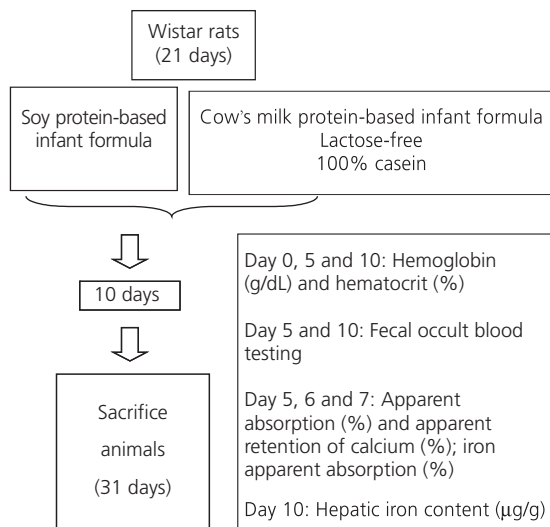 Wistar rats
(21 days)
Soy protein-based
infant formula
Cow's milk protein-based infant formula
Lactose-free
100% casein
10 days
Sacrifice
animals
(31 days)
Day 0, 5 and 10: Hemoglobin
(g/dL) and hematocrit (%)
Day 5 and 10: Fecal occult blood
testing
Day 5, 6 and 7: Apparent
absorption (%) and apparent
retention of calcium (%); iron
apparent absorption (%)
Day 10: Hepatic iron content (μg/g)